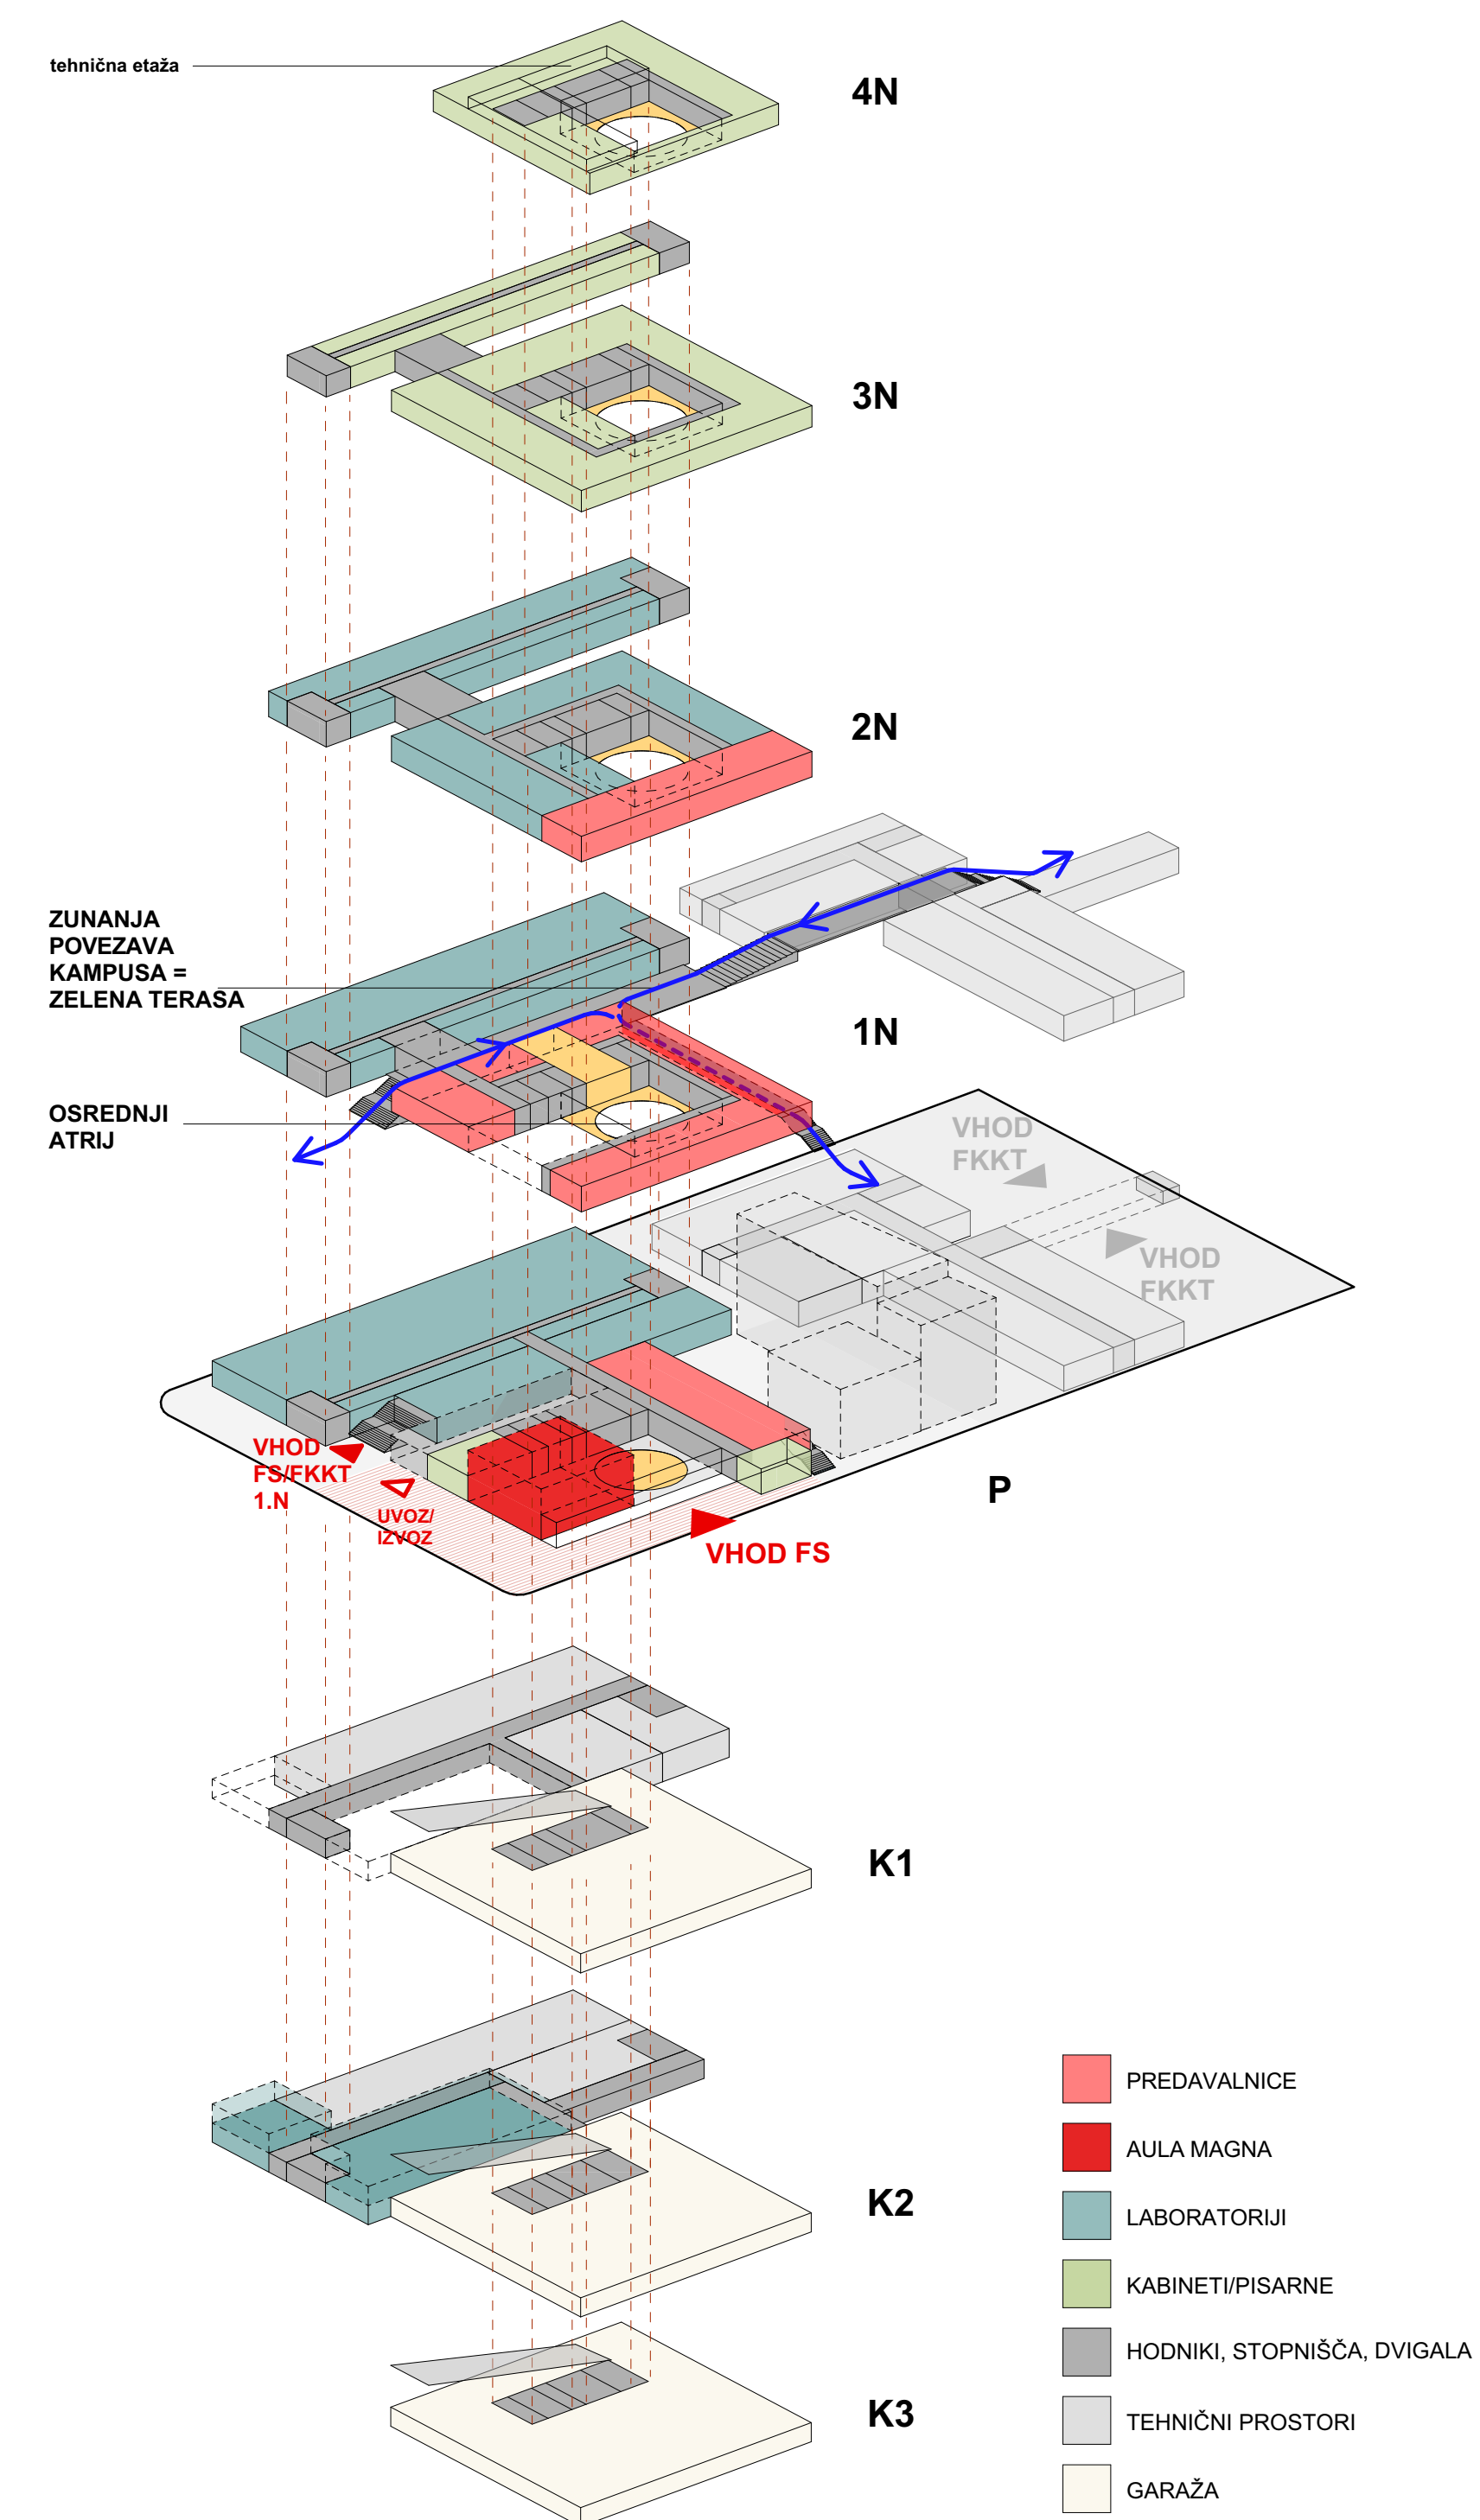 tehnična etaža
4N
3N
2N
ZUNANJA
POVEZAVA
KAMPUSA =
ZELENA TERASA
1N
OSREDNJI
ATRIJ
VHOD
FKKT
VHOD
FKKT
VHOD
FS/FKKT
1.N
UVOZ/
IZVOZ
P
VHOD FS
K1
K2
K3
PREDAVALNICE
AULA MAGNA
LABORATORIJI
KABINETI/PISARNE
HODNIKI, STOPNIŠČA, DVIGALA
TEHNIČNI PROSTORI
GARAŽA